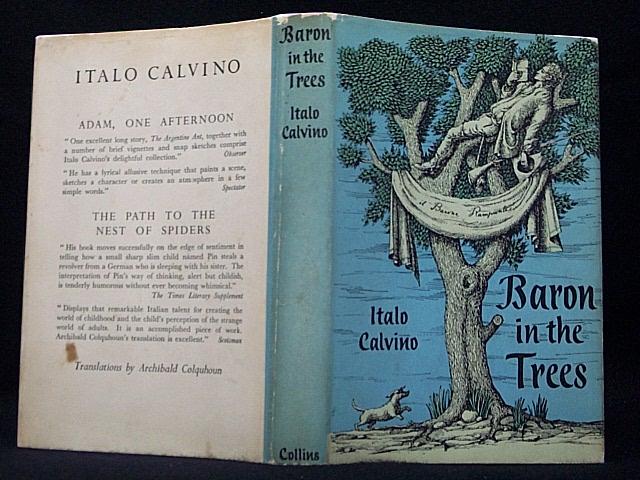 ITALO CALVINO
ADAM, ONE AFTERNOON
"One excellent long story, The Argentine Ant, together with
a number of brief vignettes and snap sketches comprise
Italo Calvino's delightful collection." Observer
"He has a lyrical allusive technique that paints a scene,
sketches a character or creates an atmosphere in a few
simple words." Spectator
THE PATH TO THE
NEST OF SPIDERS
"His book moves successfully on the edge of sentiment in
telling how a small sharp slim child named Pin steals a
revolver from a German who is sleeping with his sister. The
interpretation of Pin's way of thinking, alert but childish,
is tenderly humorous without ever becoming whimsical."
The Times Literary Supplement
"Displays that remarkable Italian talent for creating the
world of childhood and the child's perception of the strange
world of adults. It is an accomplished piece of work.
Archibald Colquhoun's translation is excellent." Scotsman
Translations by Archibald Colquhoun
Baron
in the
Trees
Italo
Calvino
Collins
il Barone Rampante
Italo
Calvino
Baron
in the
Trees